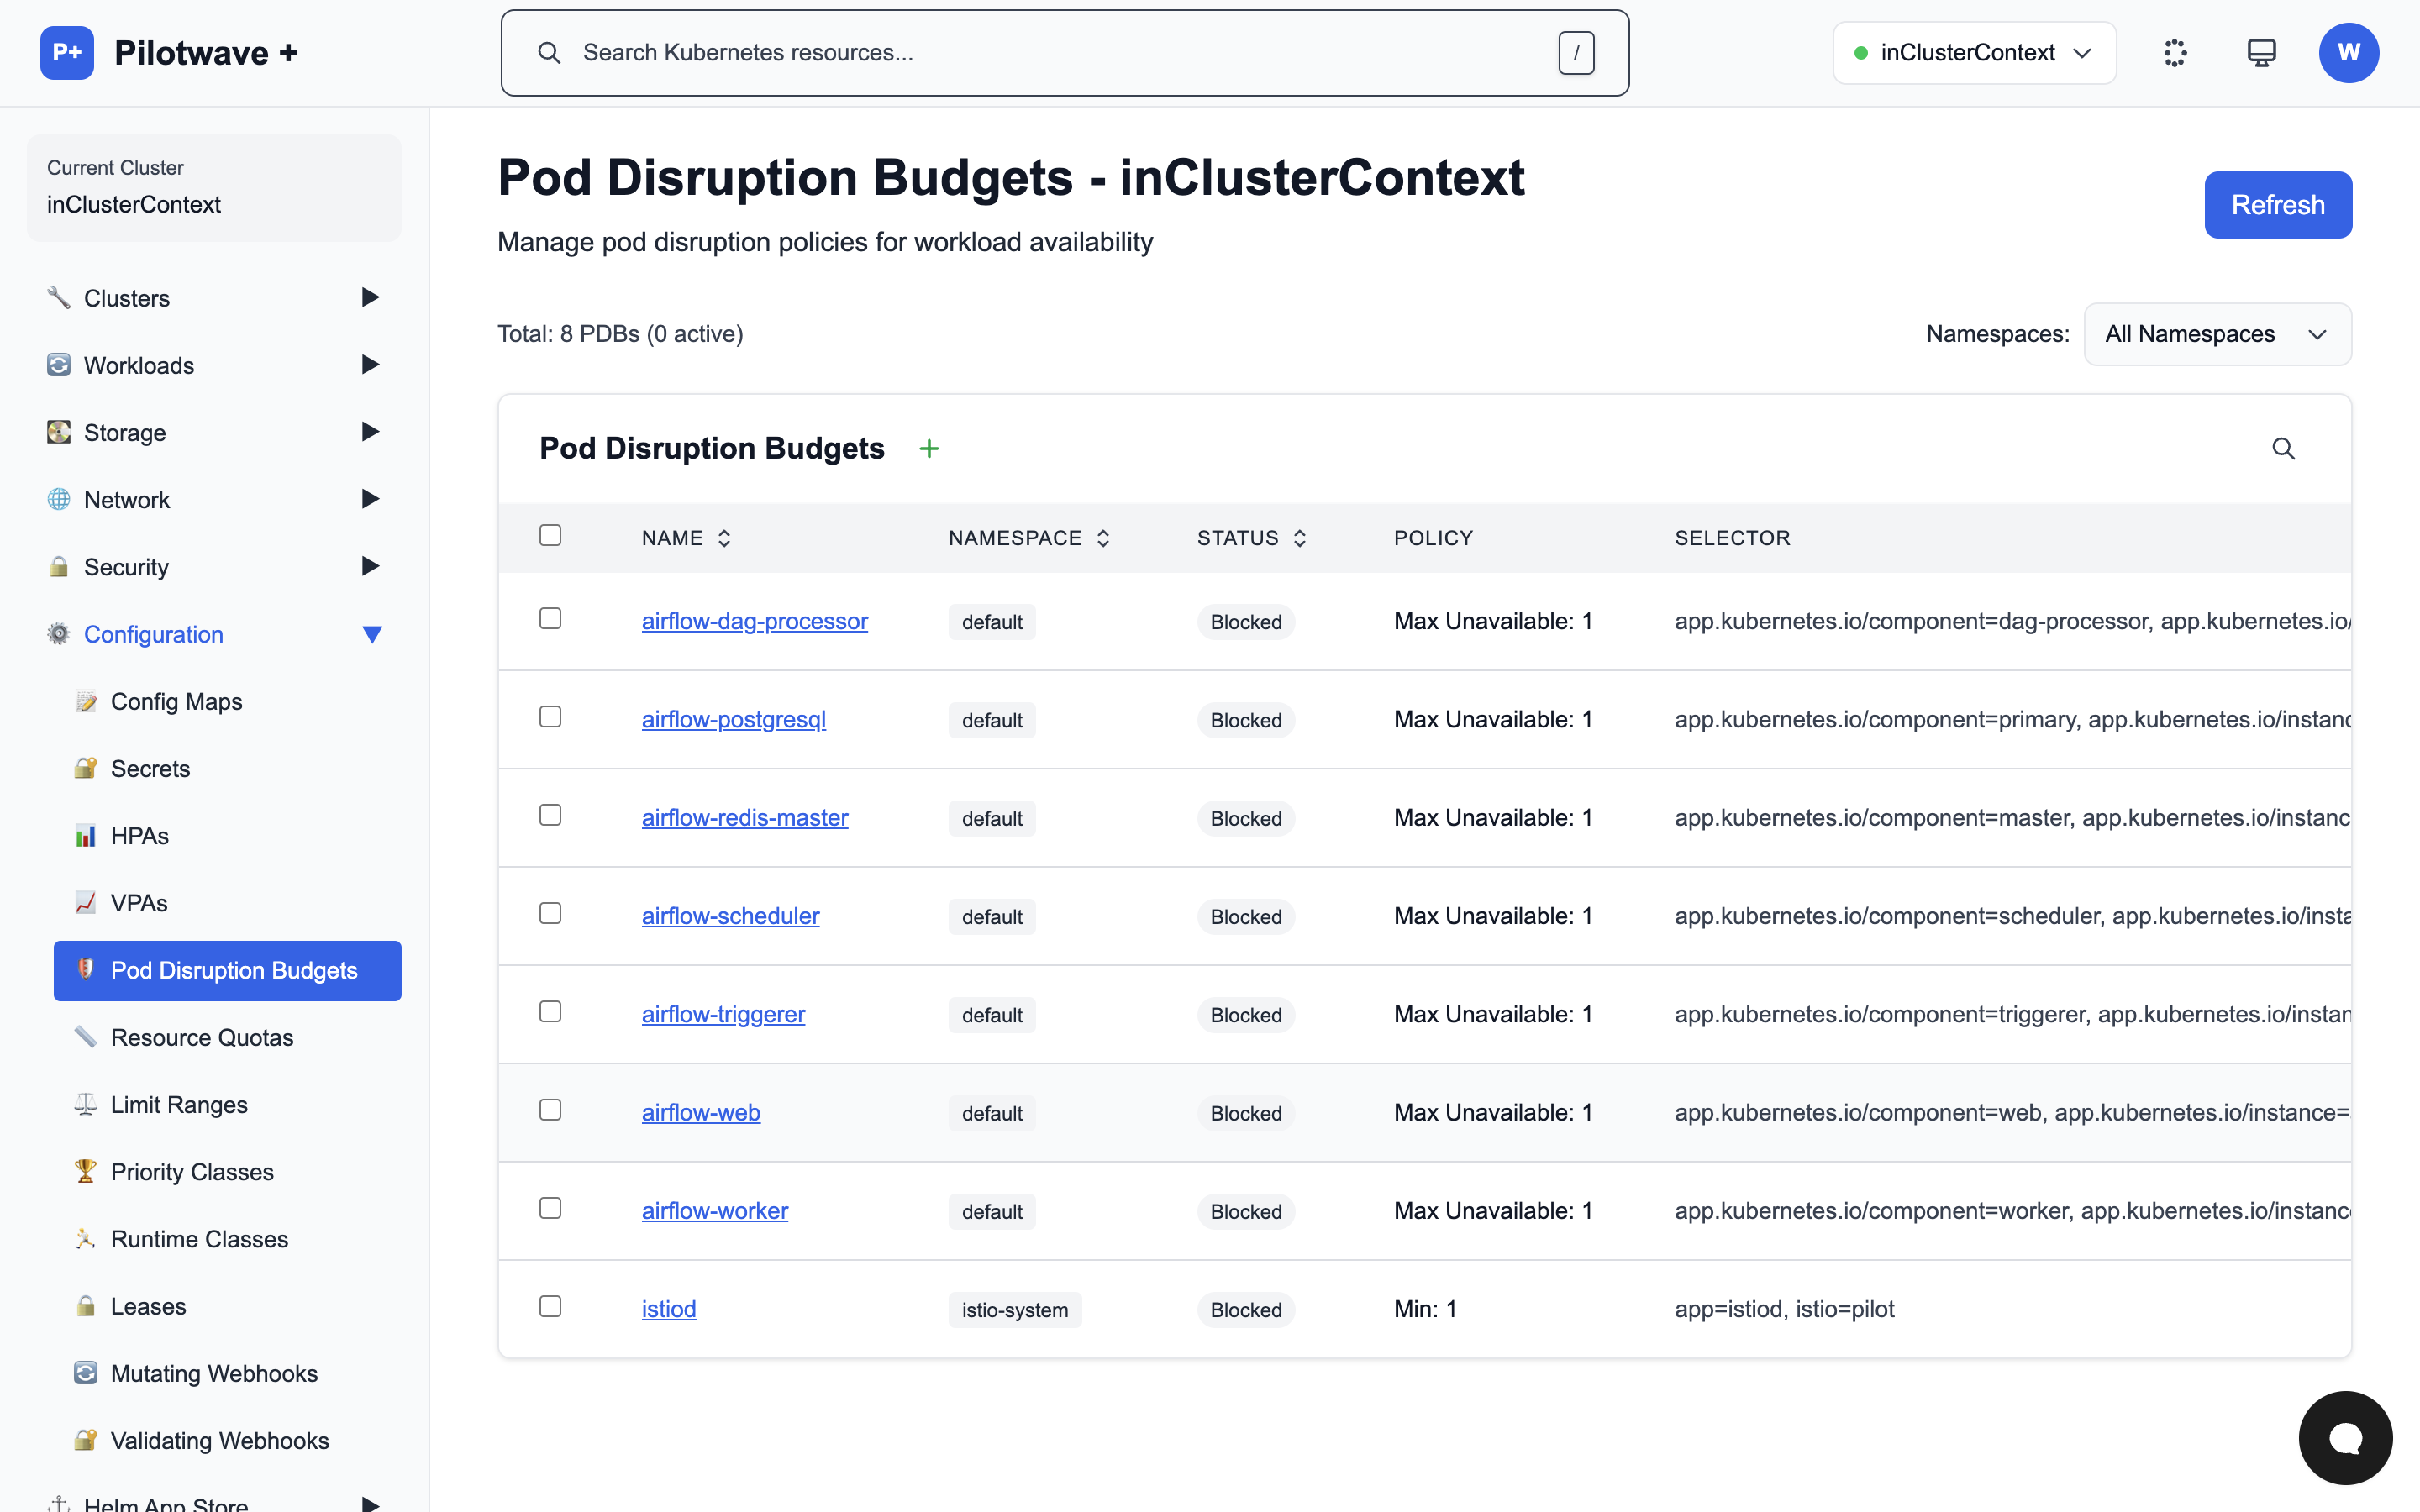 P+ Pilotwave +
Search Kubernetes resources... /
inClusterContext
W
Current Cluster
inClusterContext
Clusters
Workloads
Storage
Network
Security
Configuration
Config Maps
Secrets
HPAs
VPAs
Pod Disruption Budgets
Resource Quotas
Limit Ranges
Priority Classes
Runtime Classes
Leases
Mutating Webhooks
Validating Webhooks
Helm App Store
Pod Disruption Budgets - inClusterContext
Manage pod disruption policies for workload availability
Refresh
Total: 8 PDBs (0 active)
Namespaces: All Namespaces
Pod Disruption Budgets +
NAME NAMESPACE STATUS POLICY SELECTOR
airflow-dag-processor default Blocked Max Unavailable: 1 app.kubernetes.io/component=dag-processor, app.kubernetes.io/
airflow-postgresql default Blocked Max Unavailable: 1 app.kubernetes.io/component=primary, app.kubernetes.io/instanc
airflow-redis-master default Blocked Max Unavailable: 1 app.kubernetes.io/component=master, app.kubernetes.io/instanc
airflow-scheduler default Blocked Max Unavailable: 1 app.kubernetes.io/component=scheduler, app.kubernetes.io/insta
airflow-triggerer default Blocked Max Unavailable: 1 app.kubernetes.io/component=triggerer, app.kubernetes.io/instan
airflow-web default Blocked Max Unavailable: 1 app.kubernetes.io/component=web, app.kubernetes.io/instance=
airflow-worker default Blocked Max Unavailable: 1 app.kubernetes.io/component=worker, app.kubernetes.io/instanc
istiod istio-system Blocked Min: 1 app=istiod, istio=pilot